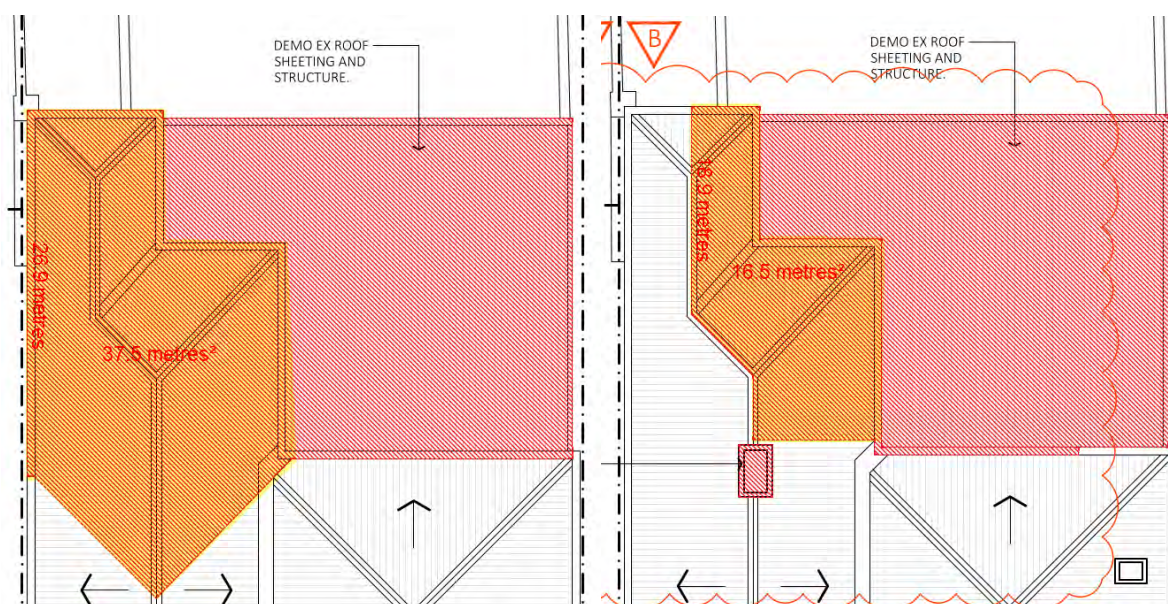 DEMO EX ROOF
SHEETING AND
STRUCTURE.
26.9 metres
37.5 metres²
B
DEMO EX ROOF
SHEETING AND
STRUCTURE.
16.9 metres
16.5 metres²